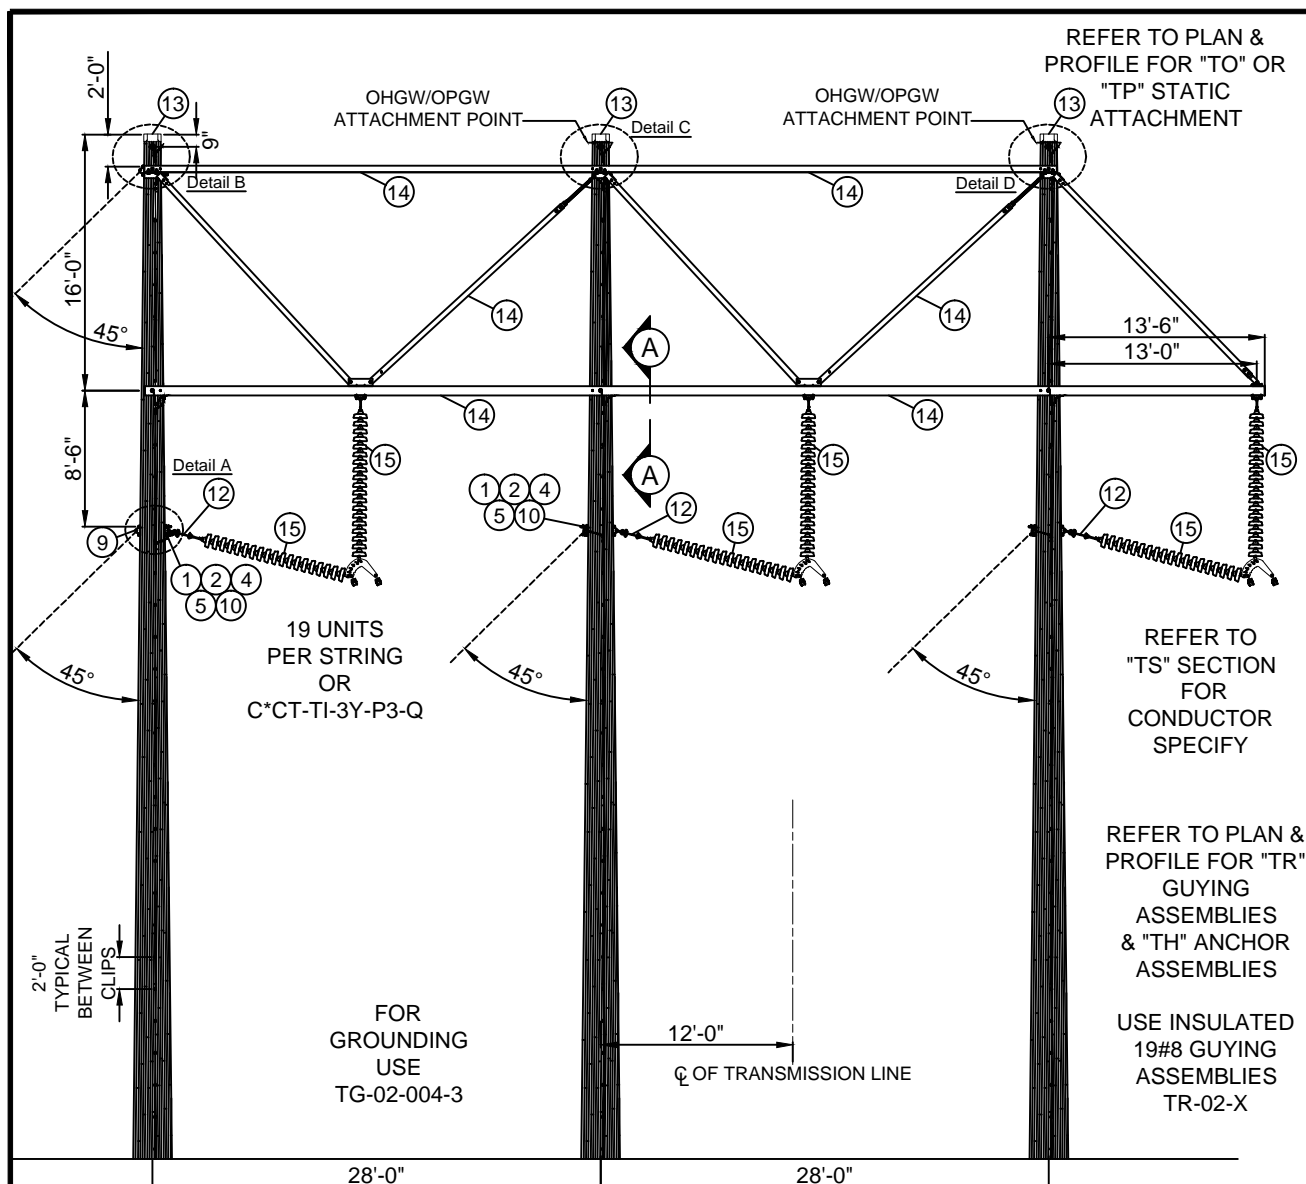 REFER TO PLAN &
PROFILE FOR "TO" OR
"TP" STATIC
ATTACHMENT
2'-0"
13
OHGW/OPGW
ATTACHMENT POINT
13
Detail C
OHGW/OPGW
ATTACHMENT POINT
13
9"
Detail B
14
14
Detail D
16'-0"
45°
14
14
A
13'-6"
13'-0"
14
14
8'-6"
Detail A
12
15
A
15
15
1 2 4
5 10
12
12
9
15
15
15
1 2 4
5 10
19 UNITS
PER STRING
OR
C*CT-TI-3Y-P3-Q
45°
45°
45°
REFER TO
"TS" SECTION
FOR
CONDUCTOR
SPECIFY
REFER TO PLAN &
PROFILE FOR "TR"
GUYING
ASSEMBLIES
& "TH" ANCHOR
ASSEMBLIES
2'-0"
TYPICAL
BETWEEN
CLIPS
FOR
GROUNDING
USE
TG-02-004-3
12'-0"
℄ OF TRANSMISSION LINE
USE INSULATED
19#8 GUYING
ASSEMBLIES
TR-02-X
28'-0"
28'-0"